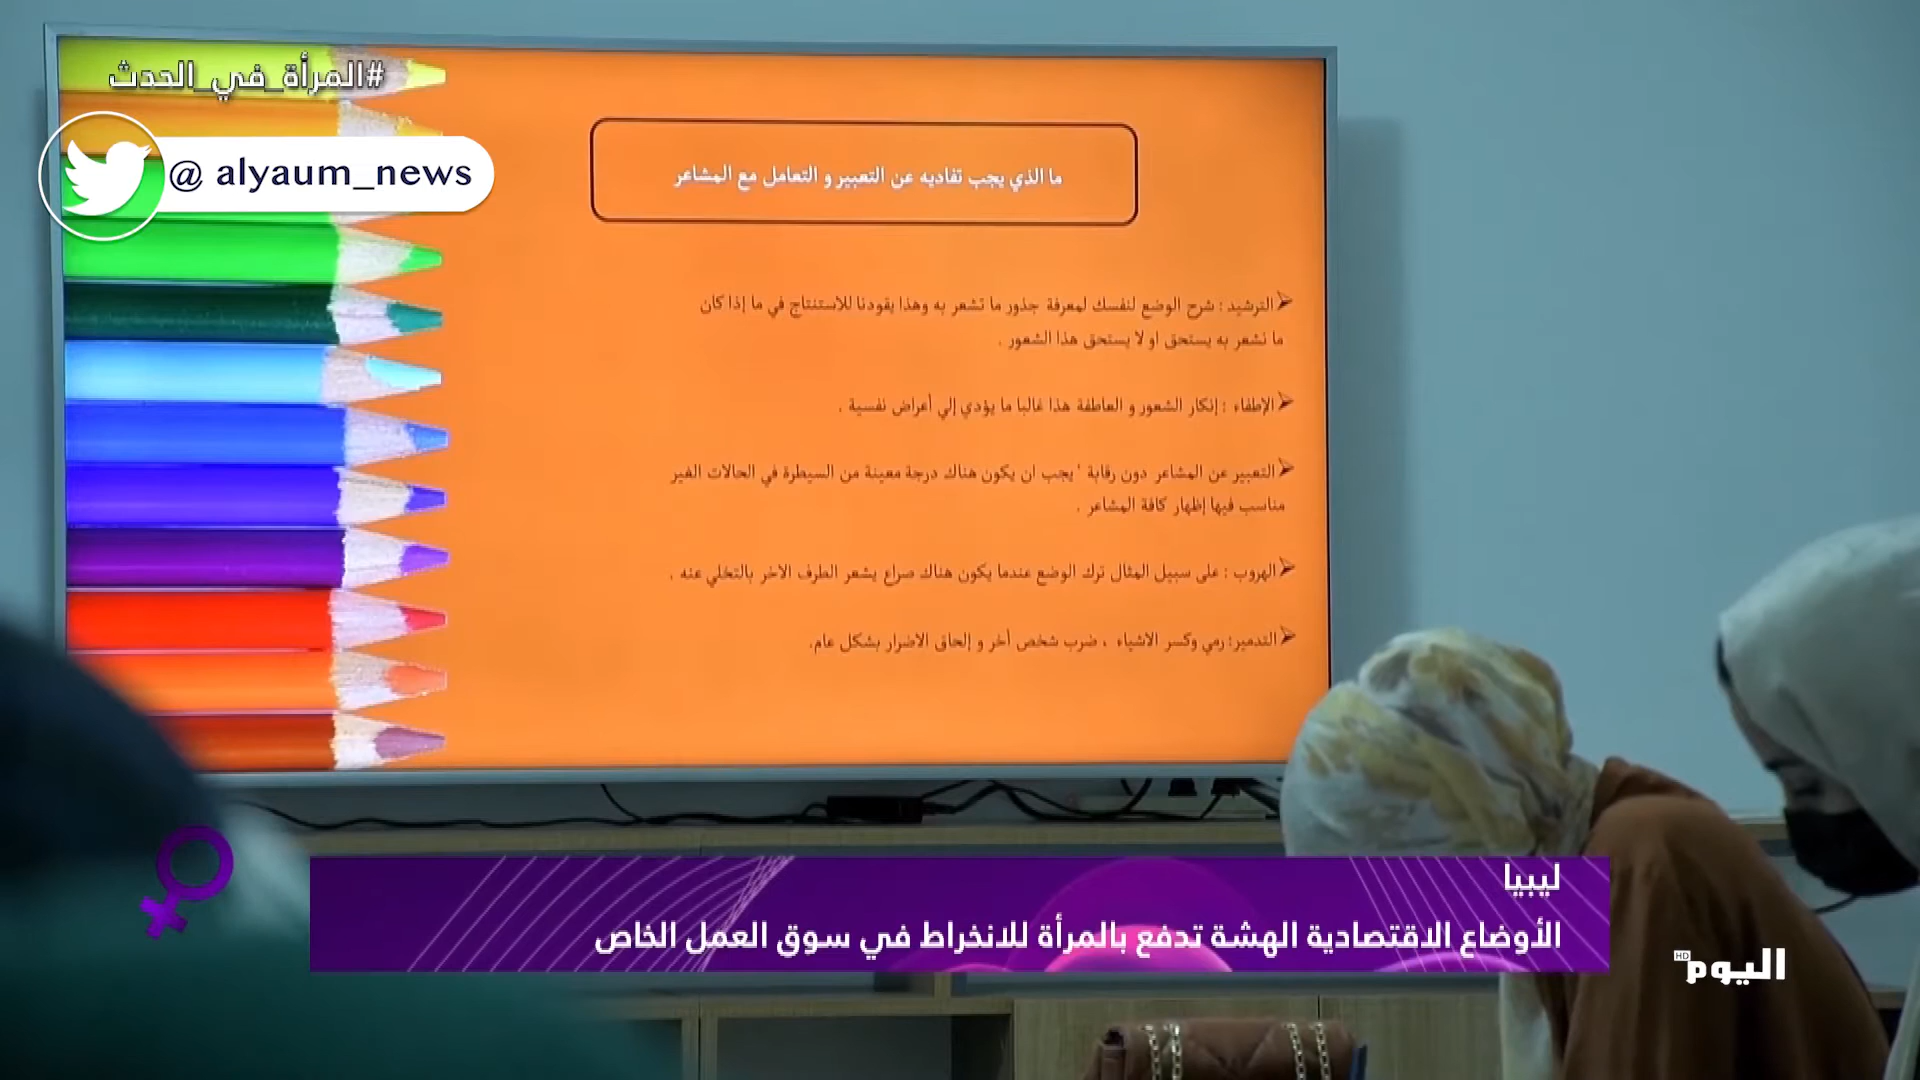 #المرأة_في_الحدث
@ alyaum_news
ما الذي يجب تفاديه عن التعبير و التعامل مع المشاعر
الترشيد : شرح الوضع لنفسك لمعرفة جذور ما تشعر به وهذا يقودنا للاستنتاج في ما إذا كان
ما نشعر به يستحق او لا يستحق هذا الشعور .
الإطفاء : إنكار الشعور و العاطفة هذا غالبا ما يؤدي إلي أعراض نفسية .
التعبير عن المشاعر دون رقابة ' يجب ان يكون هناك درجة معينة من السيطرة في الحالات الغير
مناسب فيها إظهار كافة المشاعر .
الهروب : على سبيل المثال ترك الوضع عندما يكون هناك صراع يشعر الطرف الاخر بالتخلي عنه .
التدمير: رمي وكسر الاشياء ، ضرب شخص أخر و إلحاق الاضرار بشكل عام.
ليبيا
الأوضاع الاقتصادية الهشة تدفع بالمرأة للانخراط في سوق العمل الخاص
اليوم HD